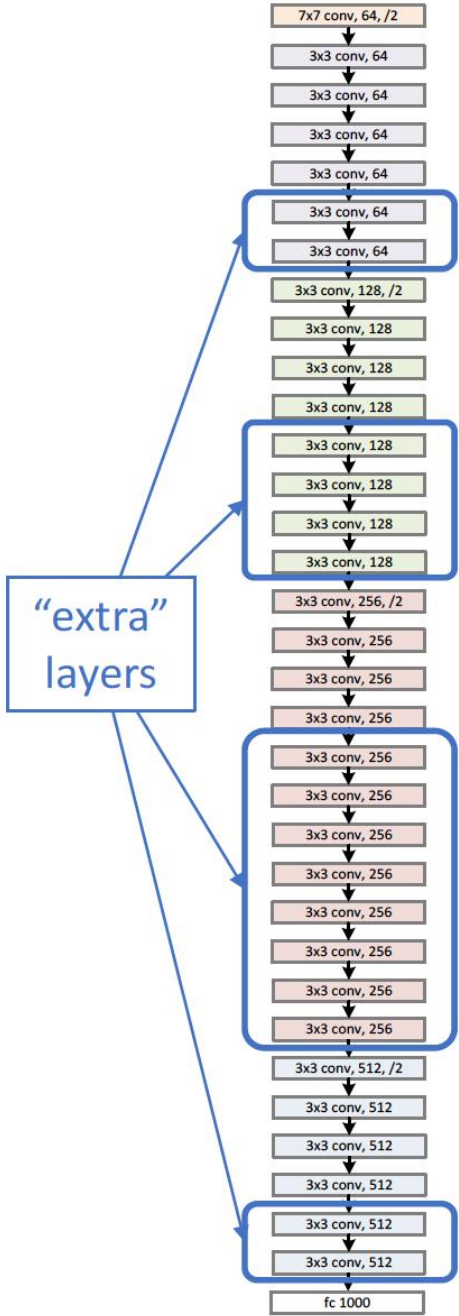 7x7 conv, 64, /2
3x3 conv, 64
3x3 conv, 64
3x3 conv, 64
3x3 conv, 64
3x3 conv, 64
3x3 conv, 64
3x3 conv, 128, /2
3x3 conv, 128
3x3 conv, 128
3x3 conv, 128
3x3 conv, 128
3x3 conv, 128
3x3 conv, 128
3x3 conv, 128
"extra"
layers
3x3 conv, 256, /2
3x3 conv, 256
3x3 conv, 256
3x3 conv, 256
3x3 conv, 256
3x3 conv, 256
3x3 conv, 256
3x3 conv, 256
3x3 conv, 256
3x3 conv, 256
3x3 conv, 256
3x3 conv, 256
3x3 conv, 512, /2
3x3 conv, 512
3x3 conv, 512
3x3 conv, 512
3x3 conv, 512
3x3 conv, 512
fc 1000